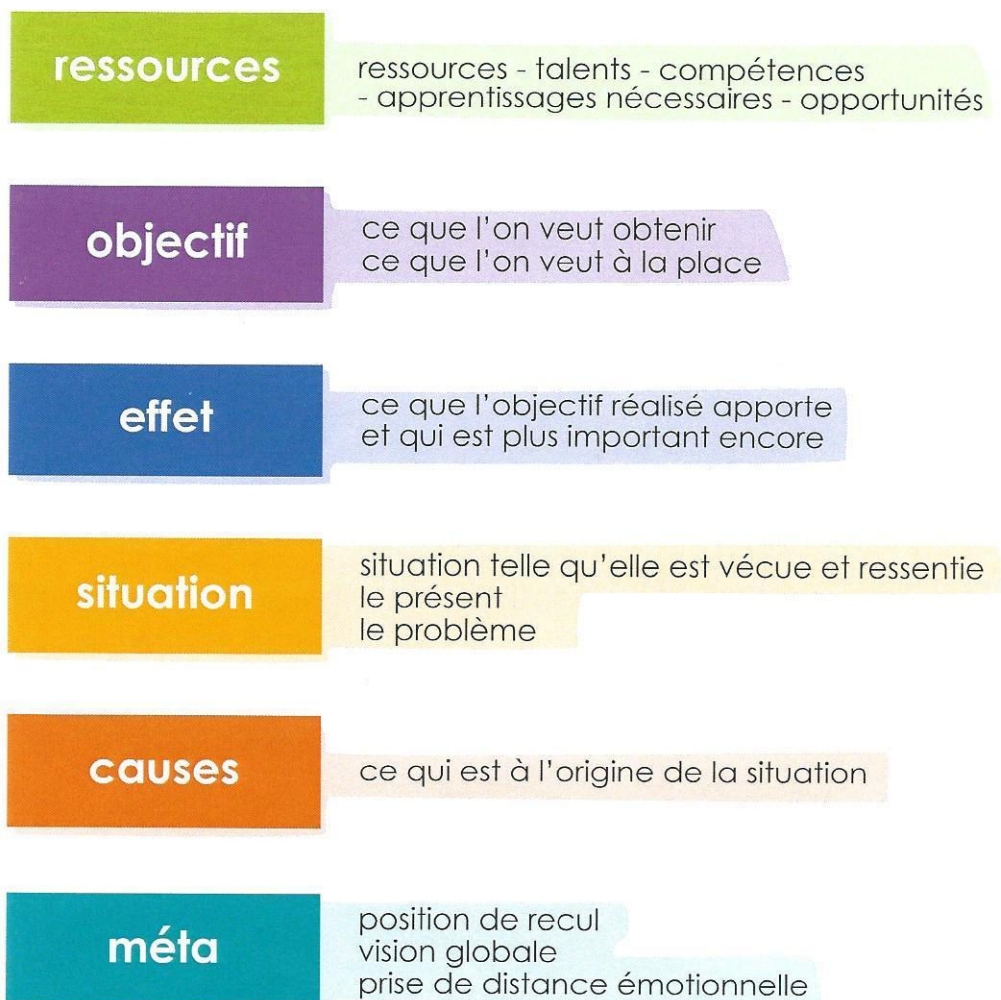 ressources
ressources - talents - compétences
- apprentissages nécessaires - opportunités
objectif
ce que l'on veut obtenir
ce que l'on veut à la place
effet
ce que l'objectif réalisé apporte
et qui est plus important encore
situation
situation telle qu'elle est vécue et ressentie
le présent
le problème
causes
ce qui est à l'origine de la situation
méta
position de recul
vision globale
prise de distance émotionnelle